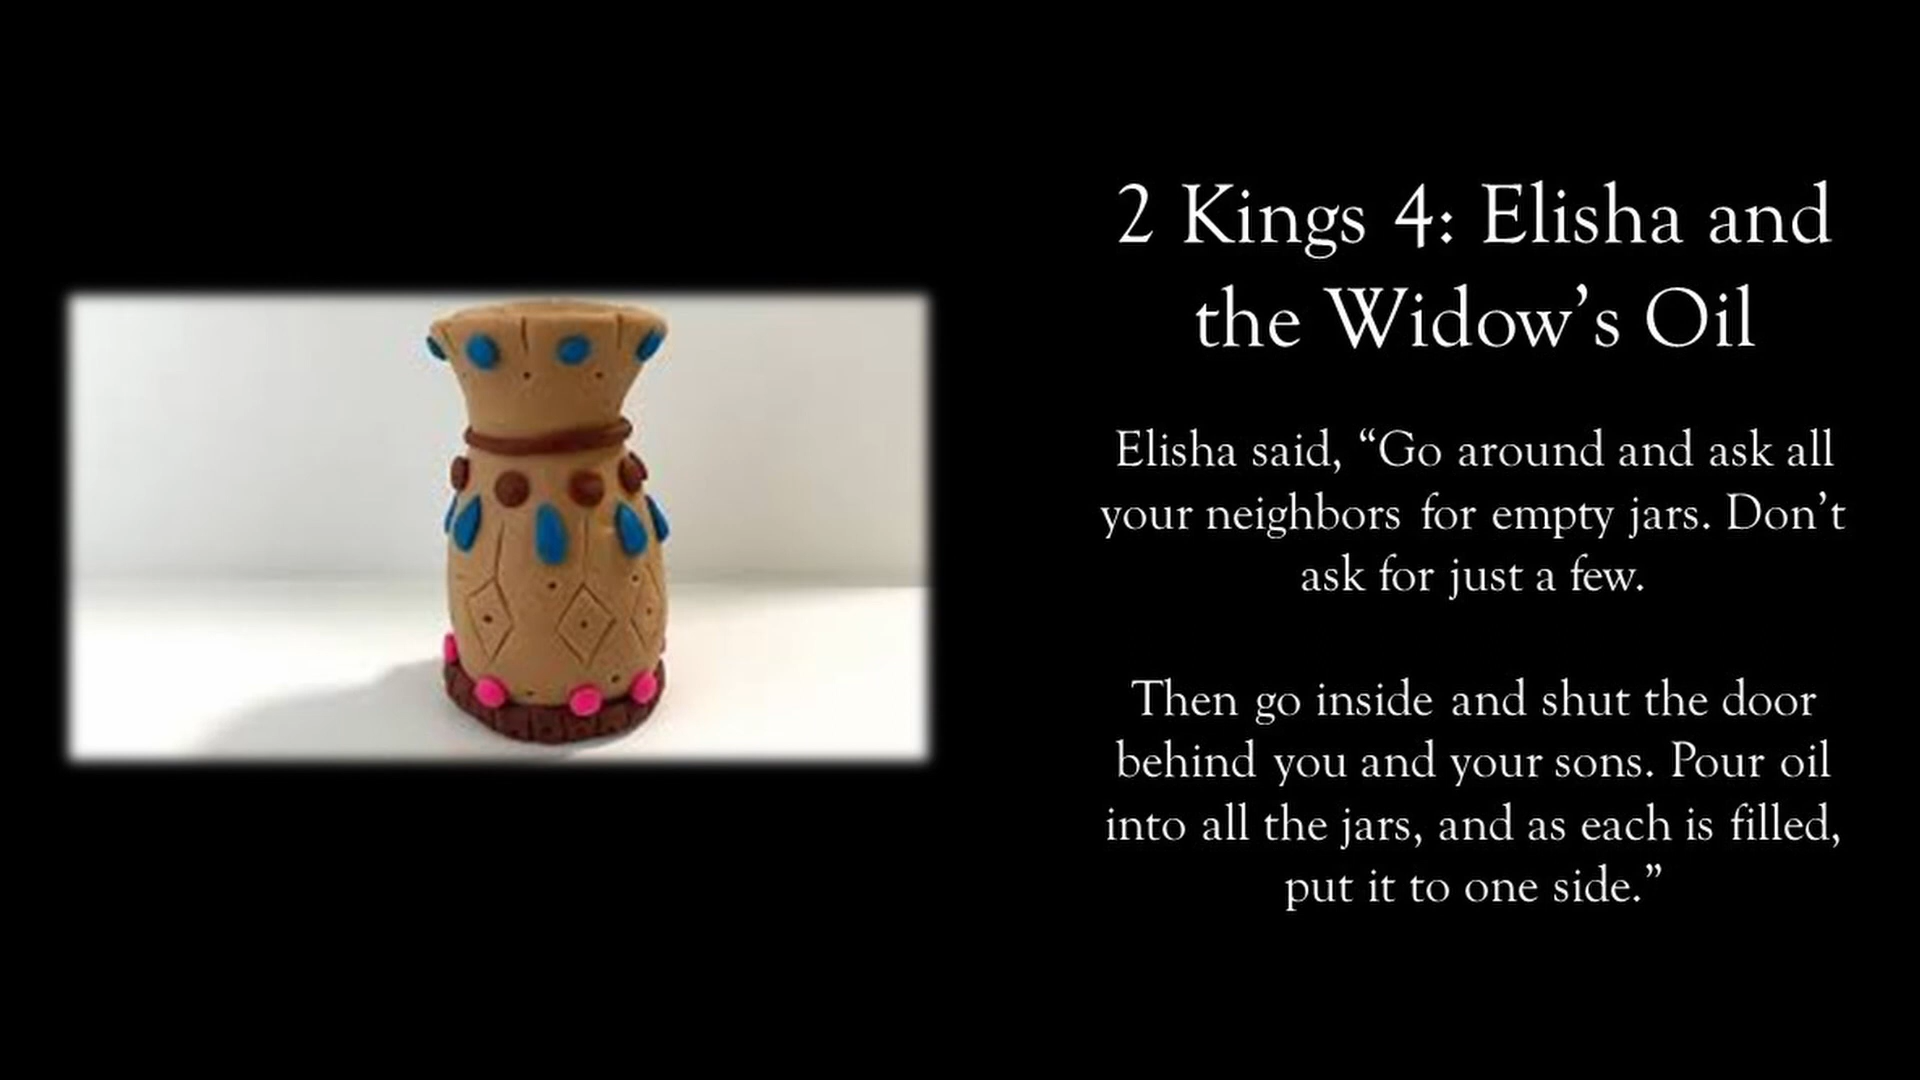 2 Kings 4: Elisha and
the Widow’s Oil
Elisha said, “Go around and ask all
your neighbors for empty jars. Don’t
ask for just a few.
Then go inside and shut the door
behind you and your sons. Pour oil
into all the jars, and as each is filled,
put it to one side.”